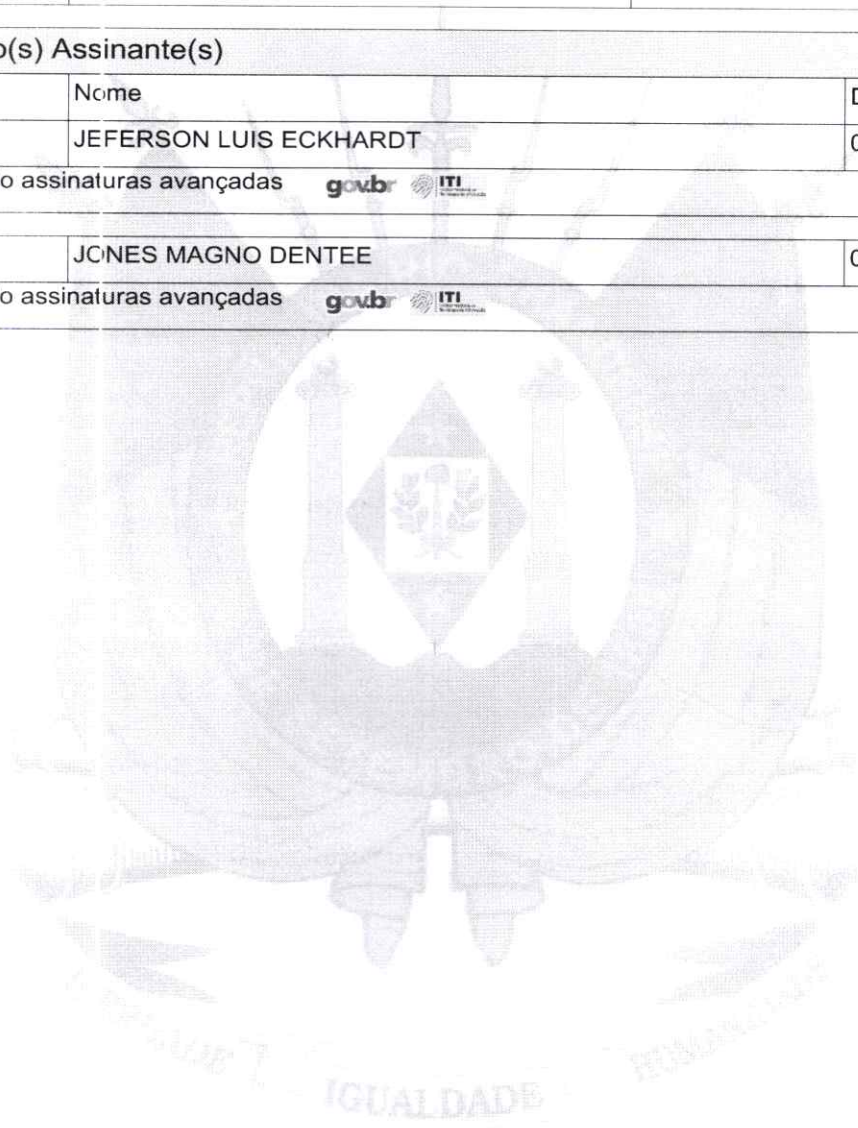 o(s) Assinante(s)
Nome
JEFERSON LUIS ECKHARDT
o assinaturas avançadas gov.br ITI
JONES MAGNO DENTEE
o assinaturas avançadas gov.br ITI
IGUALDADE